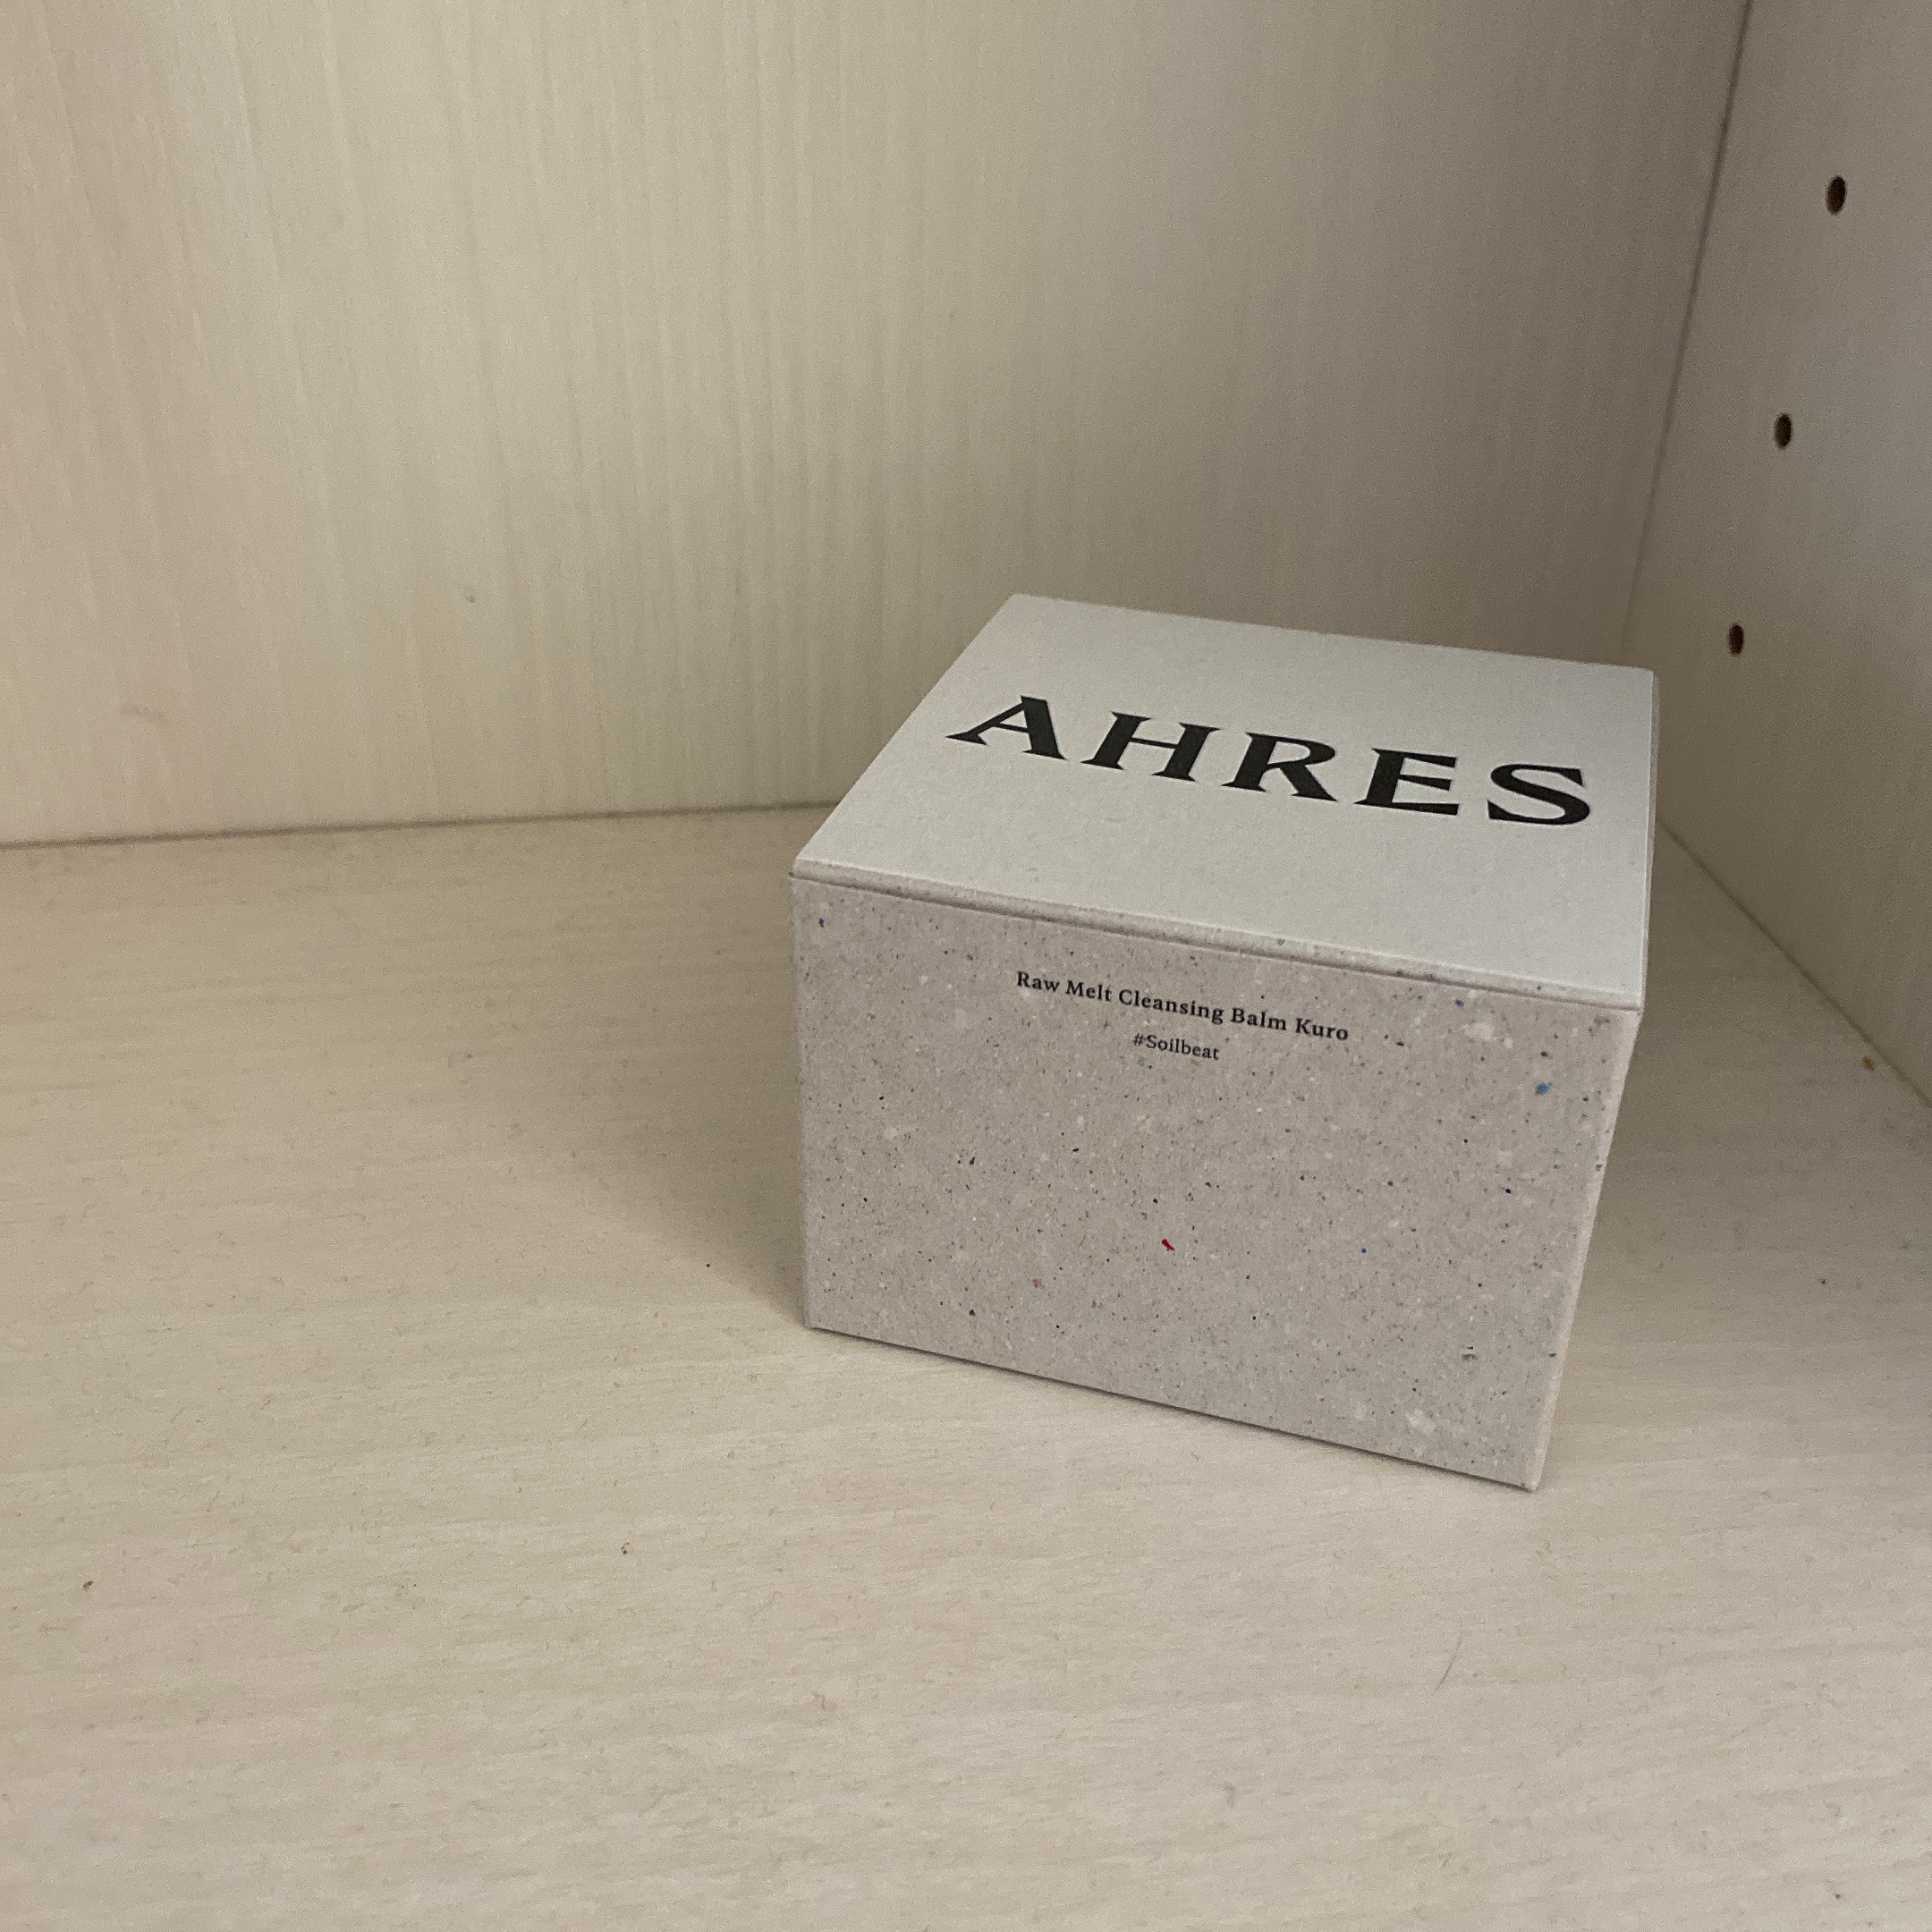 AHRES
Raw Melt Cleansing Balm Kuro
#Soilbeat